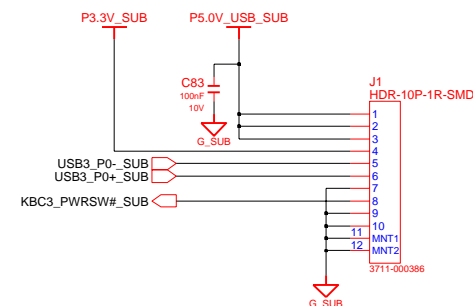 P3.3V_SUB
P5.0V_USB_SUB
C83
100nF
10V
G_SUB
J1
HDR-10P-1R-SMD
1
2
3
4
USB3_P0-_SUB
5
USB3_P0+_SUB
6
7
KBC3_PWRSW#_SUB
8
9
10
11
MNT1
12
MNT2
3711-000386
G_SUB